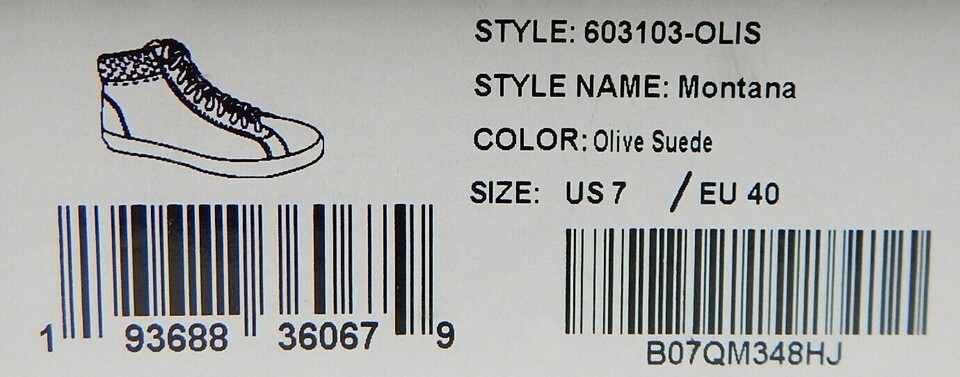 STYLE: 603103-OLIS
STYLE NAME: Montana
COLOR: Olive Suede
SIZE: US 7 / EU 40
1 93688 36067 9
B07QM348HJ